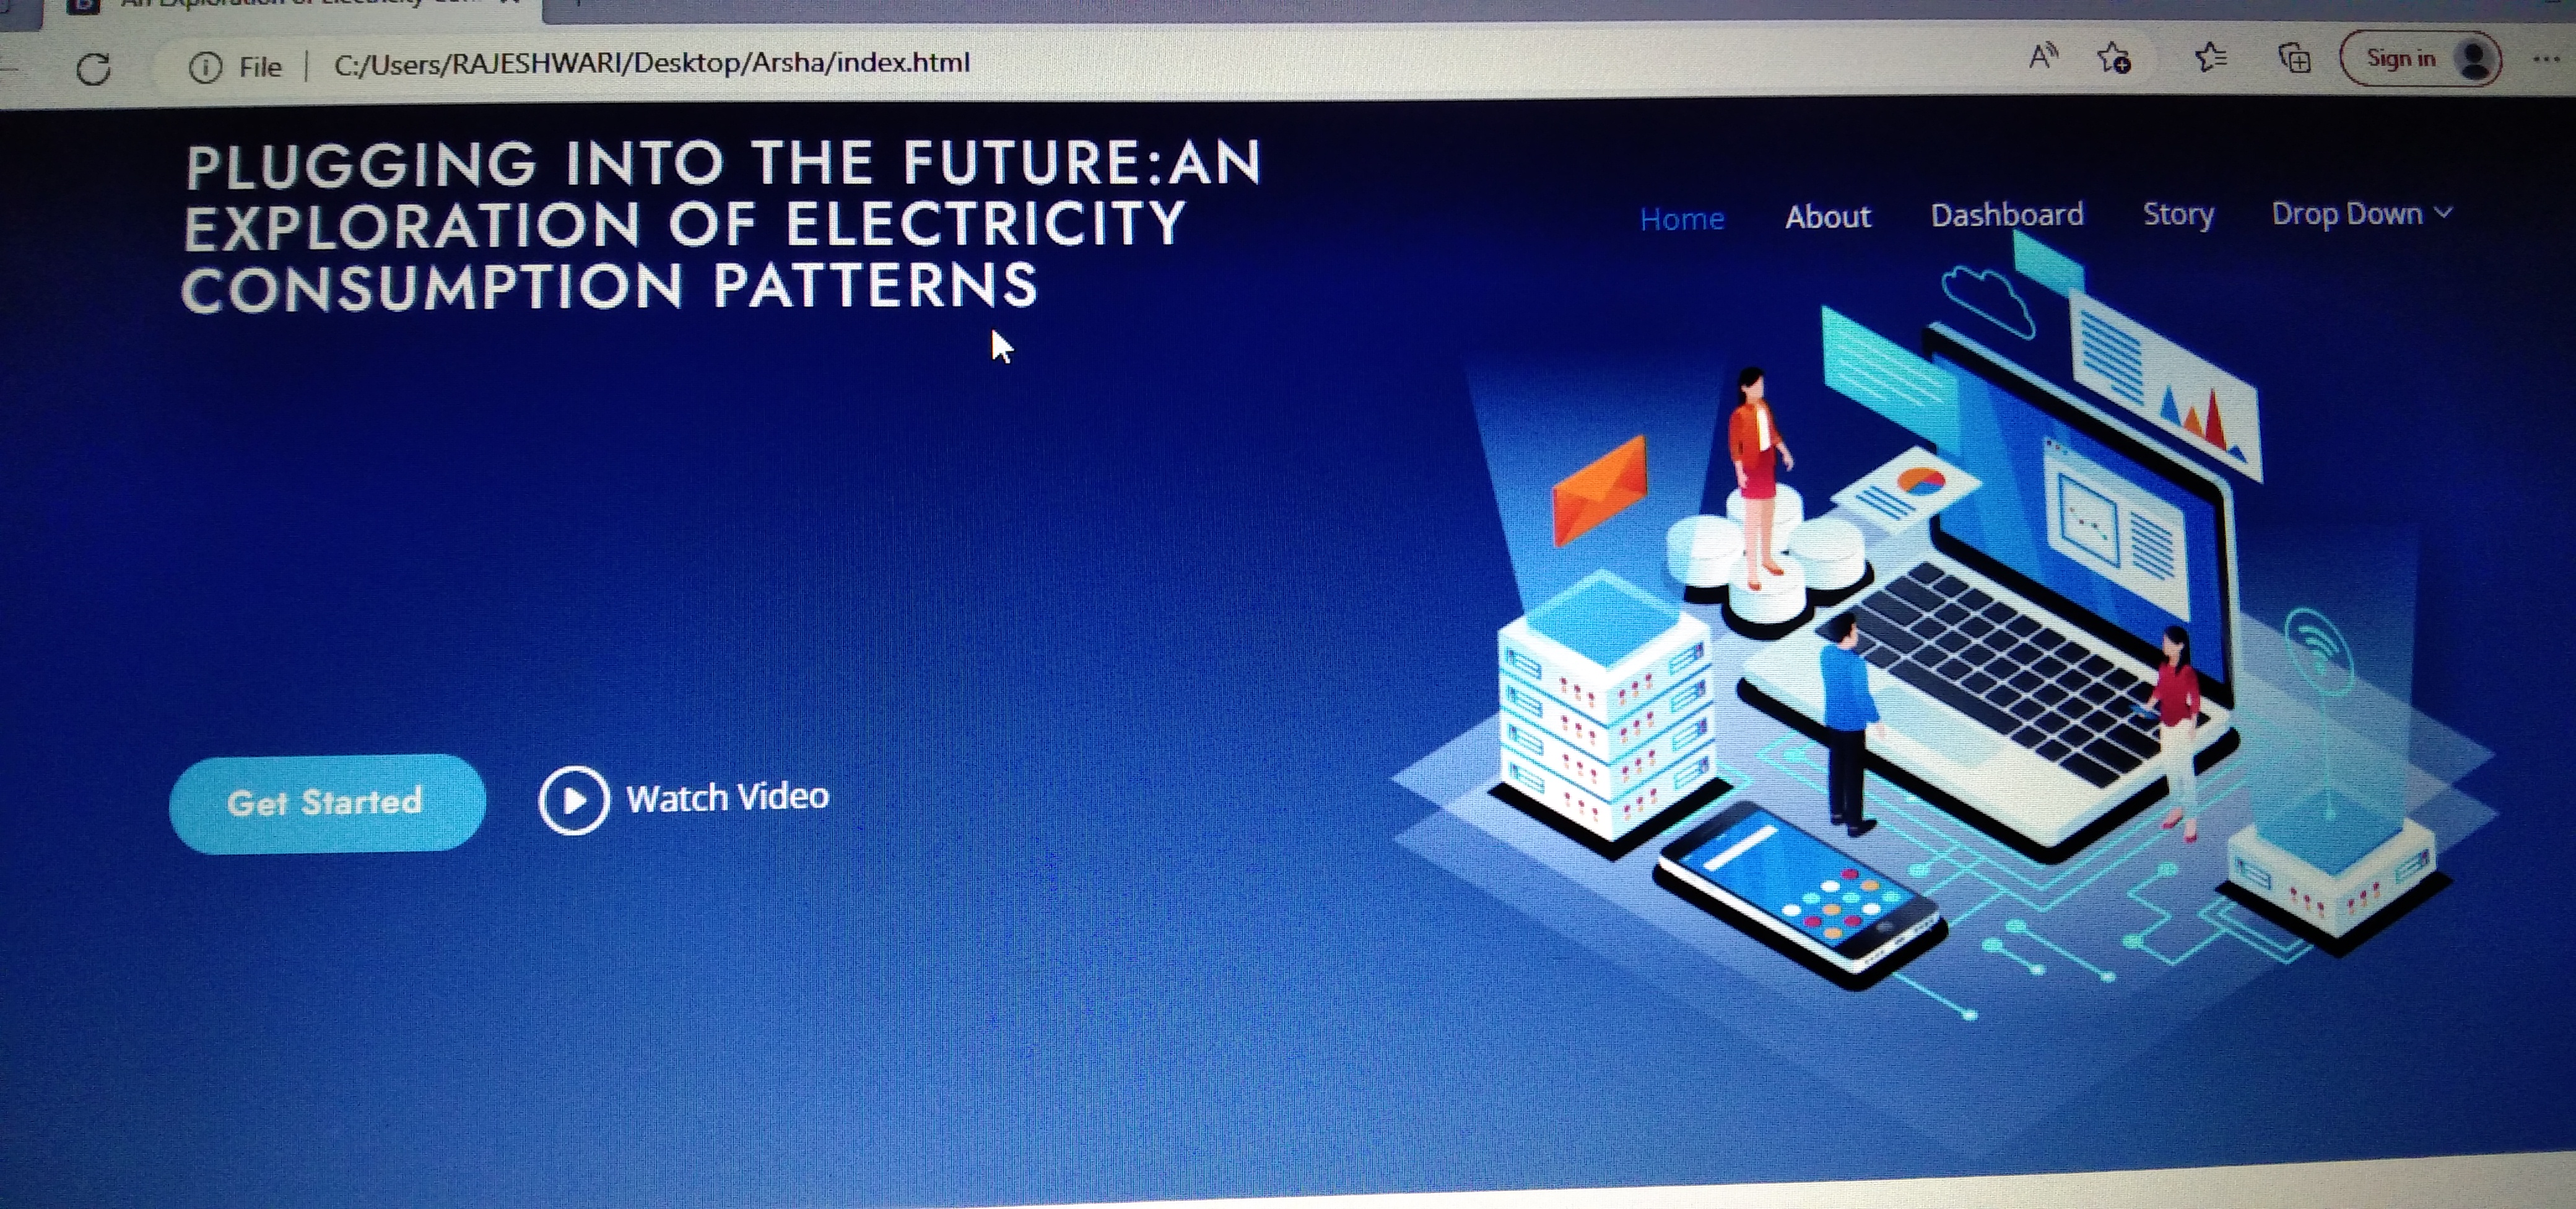 File | C:/Users/RAJESHWARI/Desktop/Arsha/index.html
Sign in
PLUGGING INTO THE FUTURE:AN
EXPLORATION OF ELECTRICITY
CONSUMPTION PATTERNS
Home About Dashboard Story Drop Down
Get Started
Watch Video